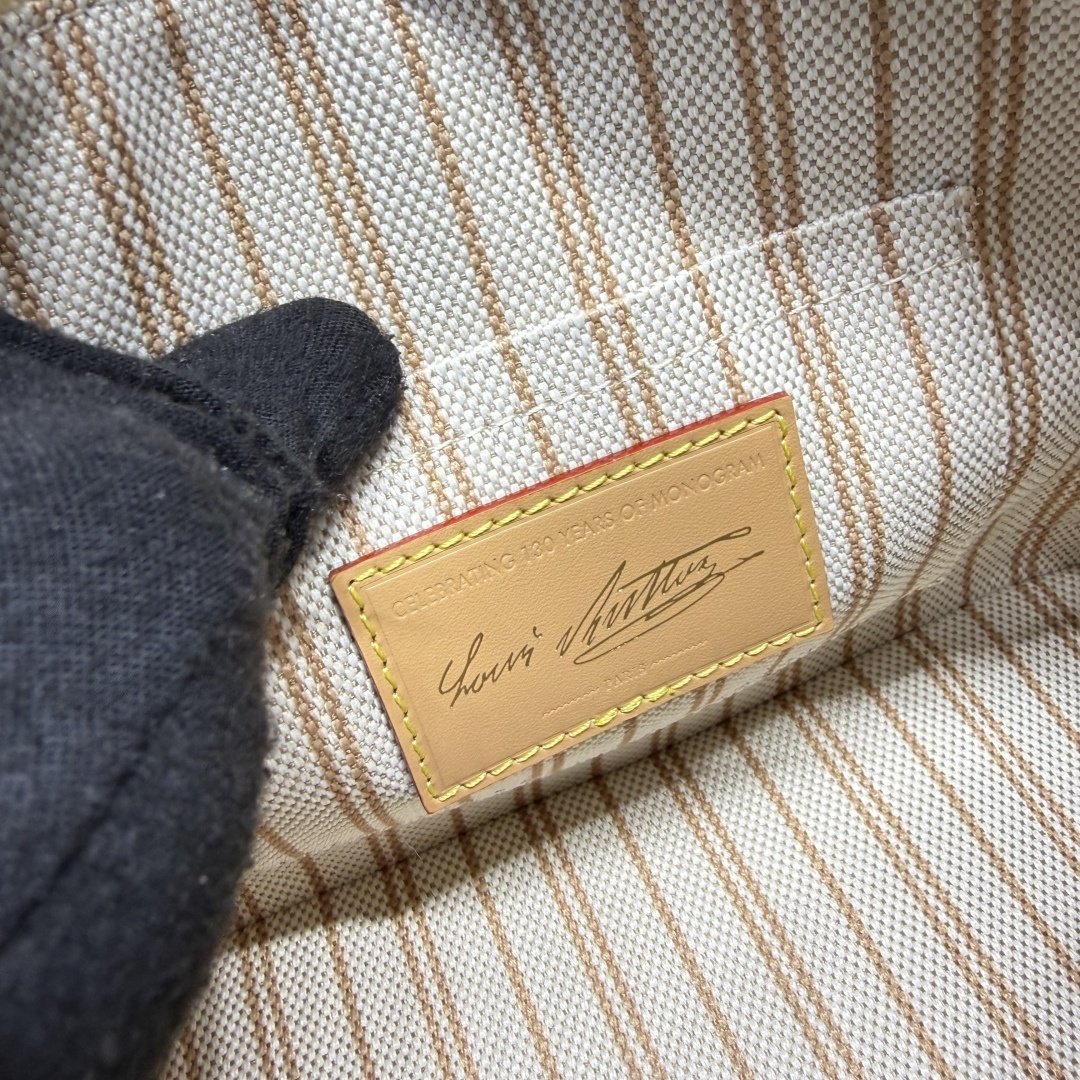 CELEBRATING 130 YEARS OF MONOGRAM
Louis Vuitton
PARIS